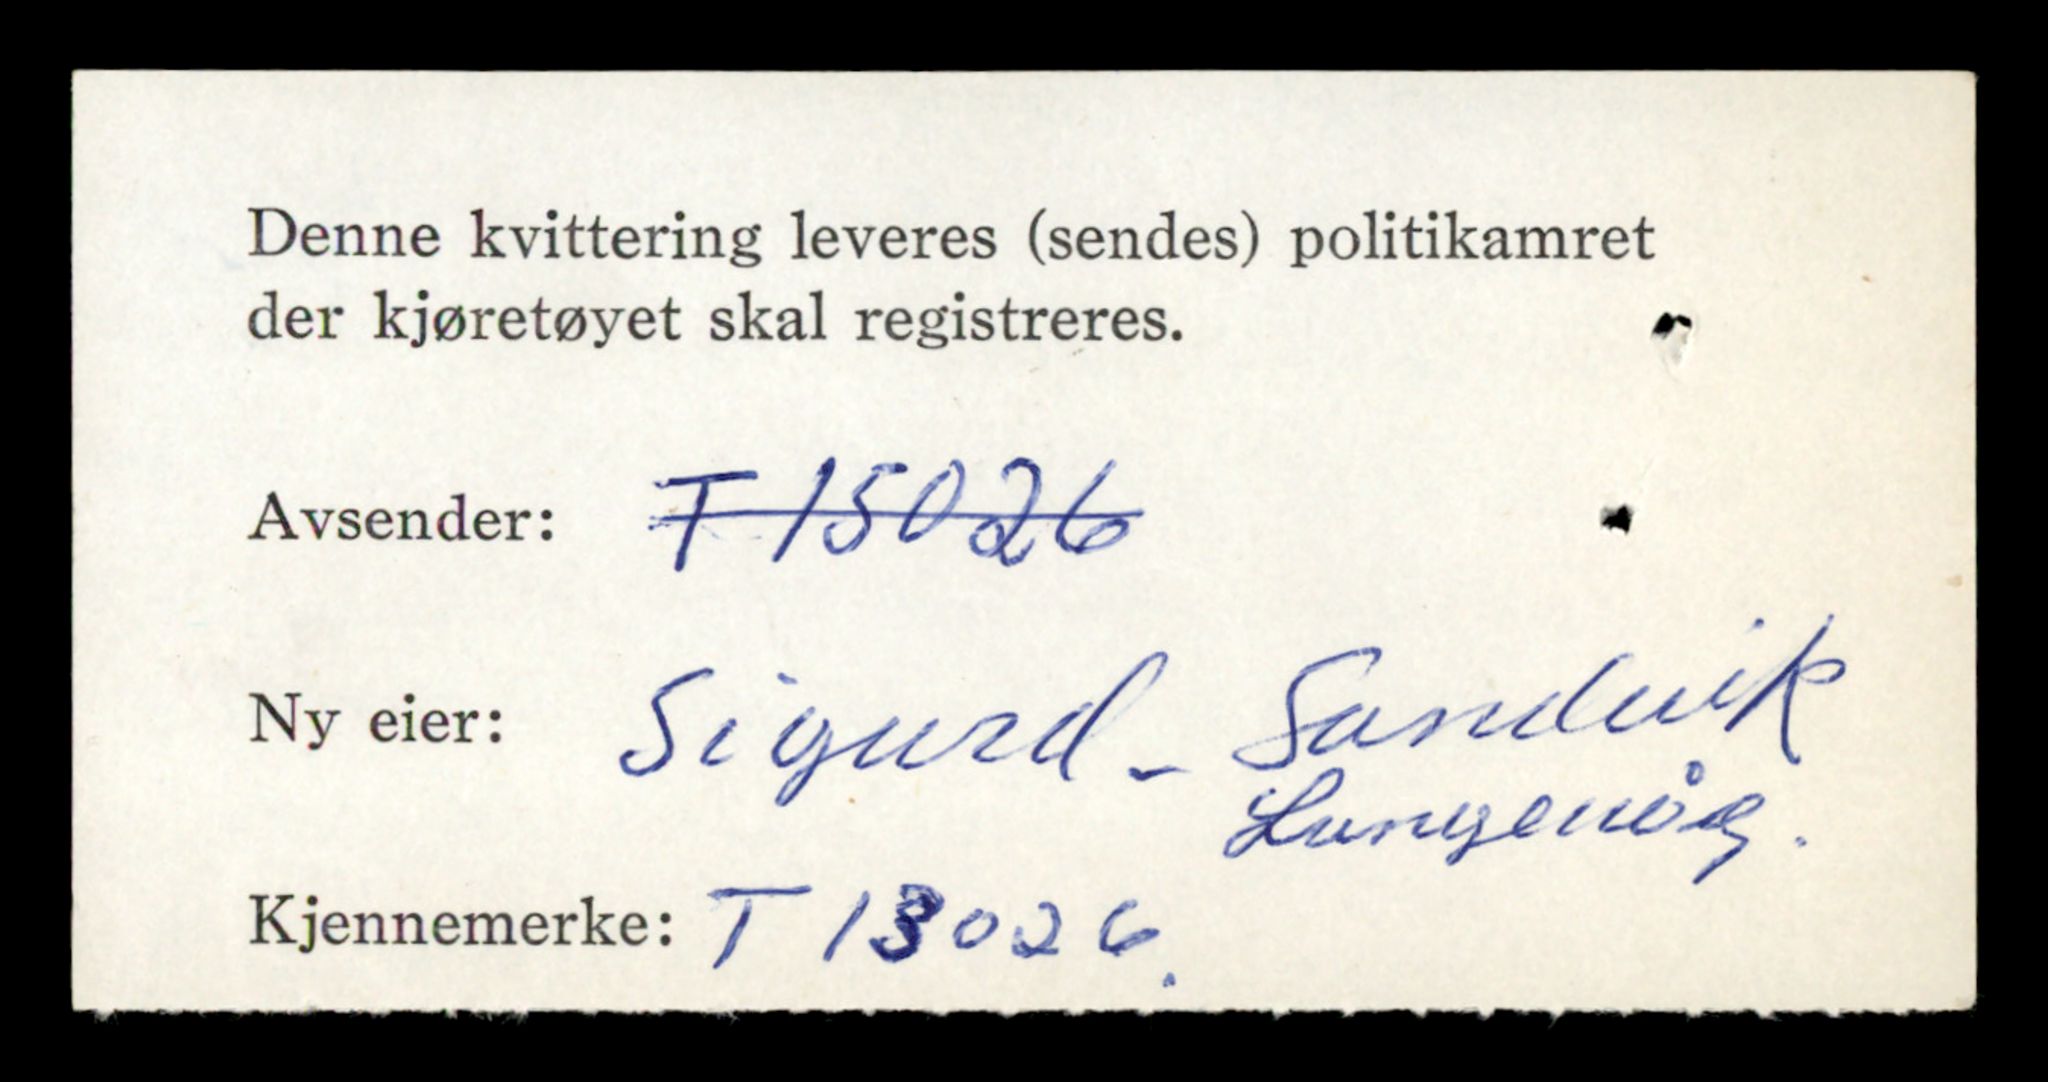 Denne kvittering leveres (sendes) politikamret
der kjøretøyet skal registreres.
Avsender: T 15026
Ny eier: Sigurd - Sandvik
Langevåg.
Kjennemerke: T 13026.